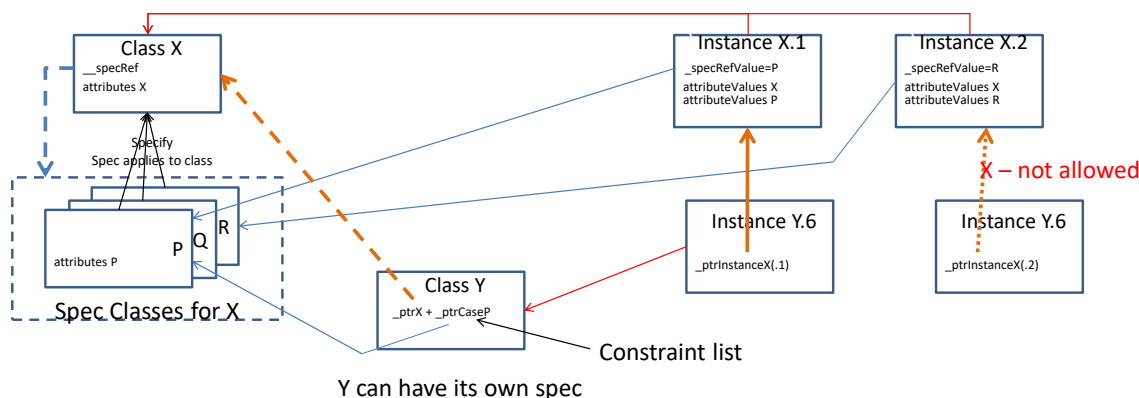 Class X
__specRef
attributes X
Instance X.1
_specRefValue=P
attributeValues X
attributeValues P
Instance X.2
_specRefValue=R
attributeValues X
attributeValues R
Specify
Spec applies to class
X – not allowed
P
Q
R
attributes P
Spec Classes for X
Instance Y.6
_ptrInstanceX(.1)
Instance Y.6
_ptrInstanceX(.2)
Class Y
_ptrX + _ptrCaseP
Constraint list
Y can have its own spec